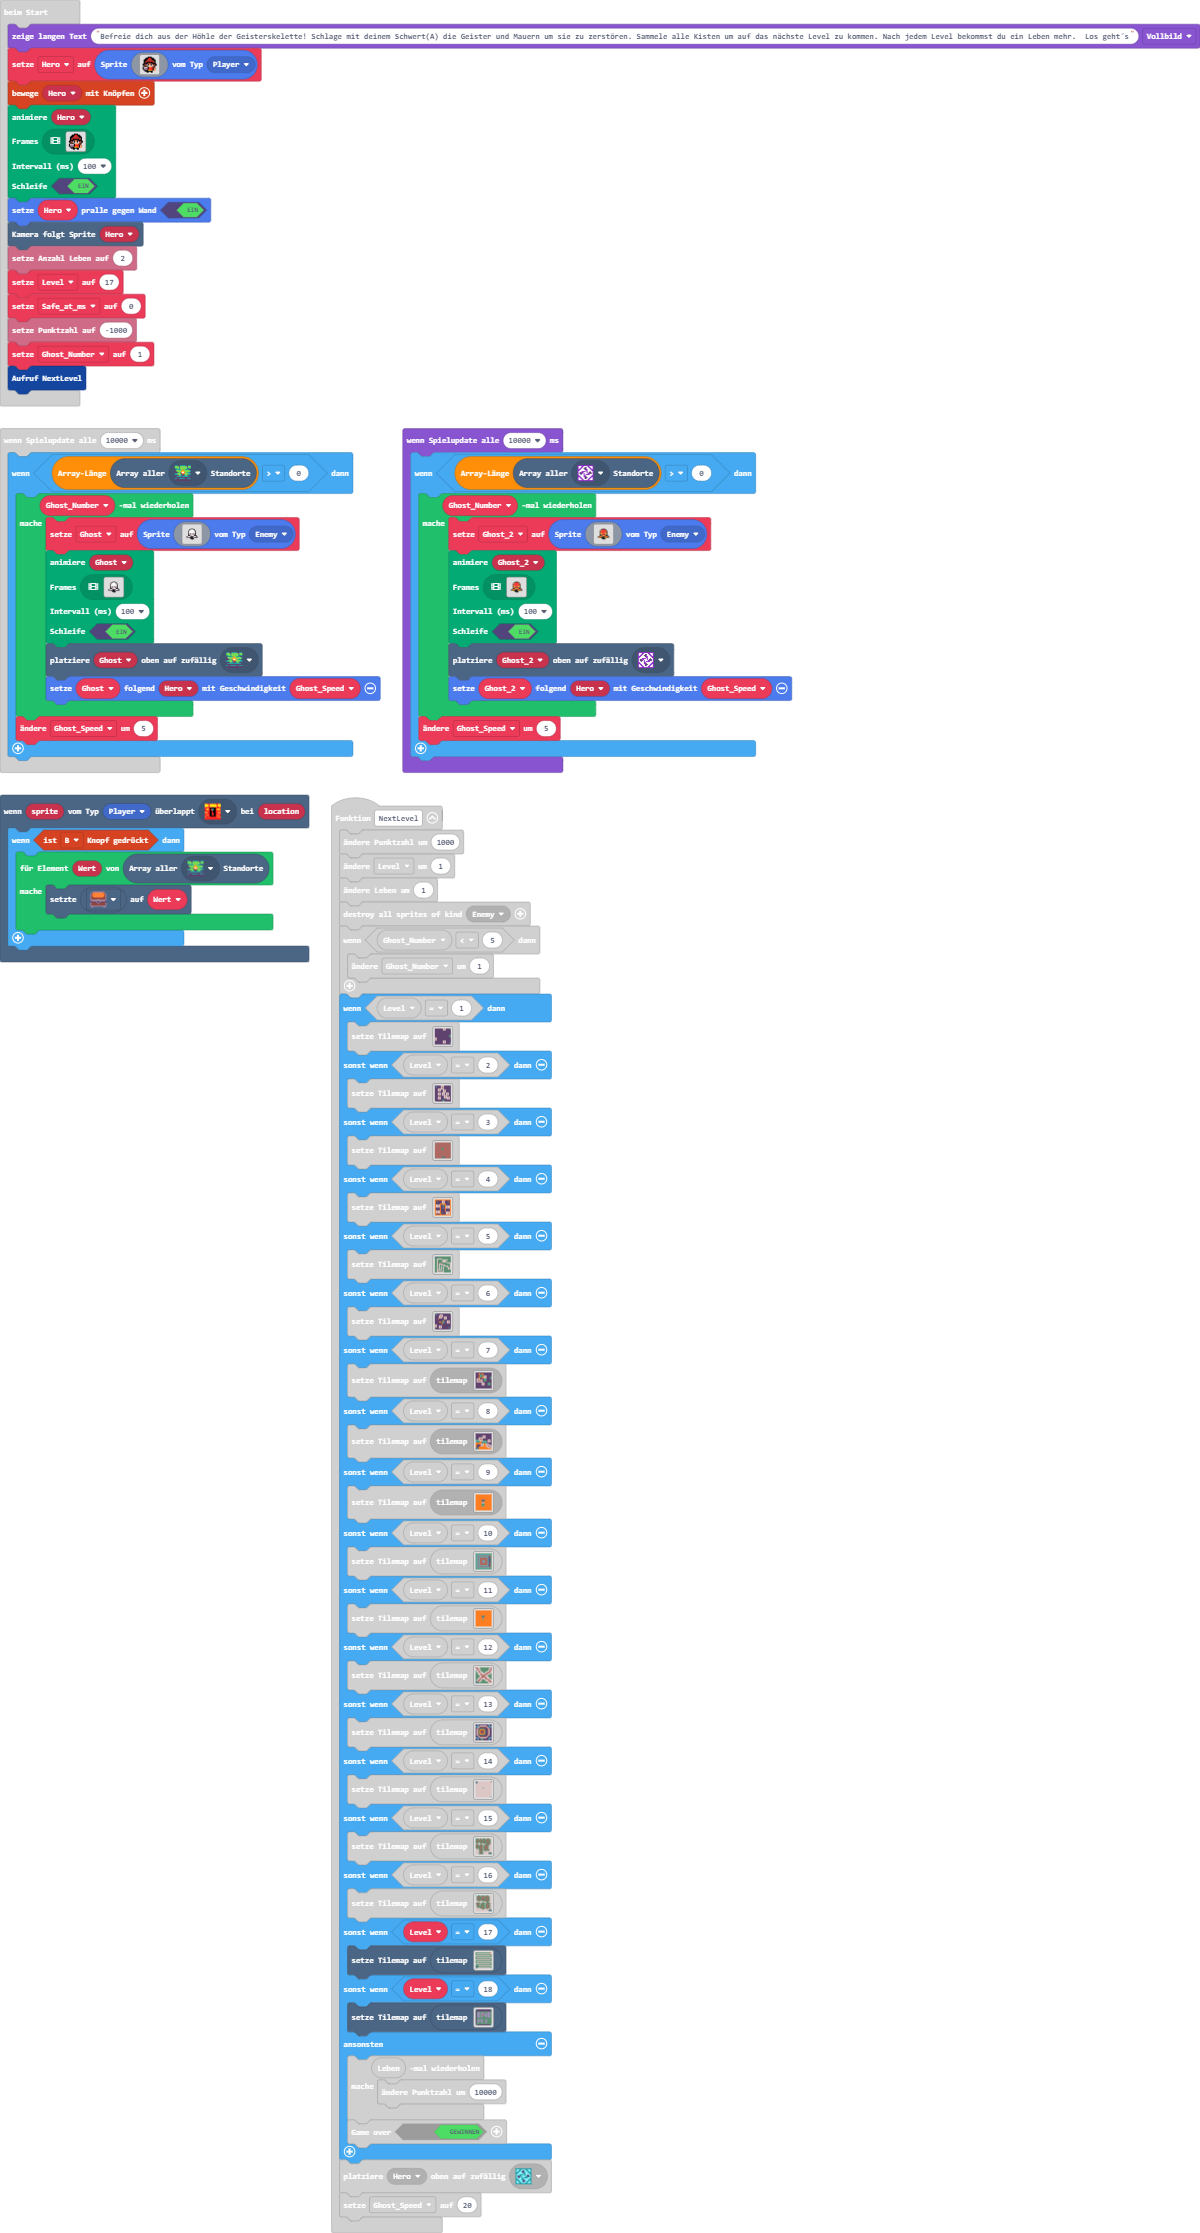 beim Start
zeige langen Text "Befreie dich aus der Höhle der Geisterskelette! Schlage mit deinem Schwert(A) die Geister und Mauern um sie zu zerstören. Sammele alle Kisten um auf das nächste Level zu kommen. Nach jedem Level bekommst du ein Leben mehr. Los geht´s" Vollbild
setze Hero auf Sprite vom Typ Player
bewege Hero mit Knöpfen
animiere Hero
Frames
Intervall (ms) 100
Schleife EIN
setze Hero pralle gegen Wand EIN
Kamera folgt Sprite Hero
setze Anzahl Leben auf 2
setze Level auf 17
setze Safe_at_ms auf 0
setze Punktzahl auf -1000
setze Ghost_Number auf 1
Aufruf NextLevel
wenn Spielupdate alle 10000 ms
wenn Array-Länge Array aller Standorte > 0 dann
Ghost_Number -mal wiederholen
mache
setze Ghost auf Sprite vom Typ Enemy
animiere Ghost
Frames
Intervall (ms) 100
Schleife EIN
platziere Ghost oben auf zufällig
setze Ghost folgend Hero mit Geschwindigkeit Ghost_Speed
ändere Ghost_Speed um 5
wenn Spielupdate alle 10000 ms
wenn Array-Länge Array aller Standorte > 0 dann
Ghost_Number -mal wiederholen
mache
setze Ghost_2 auf Sprite vom Typ Enemy
animiere Ghost_2
Frames
Intervall (ms) 100
Schleife EIN
platziere Ghost_2 oben auf zufällig
setze Ghost_2 folgend Hero mit Geschwindigkeit Ghost_Speed
ändere Ghost_Speed um 5
wenn sprite vom Typ Player überlappt bei location
wenn ist B Knopf gedrückt dann
für Element Wert von Array aller Standorte
mache
setzte auf Wert
Funktion NextLevel
ändere Punktzahl um 1000
ändere Level um 1
ändere Leben um 1
destroy all sprites of kind Enemy
wenn Ghost_Number < 5 dann
ändere Ghost_Number um 1
wenn Level = 1 dann
setze Tilemap auf
sonst wenn Level = 2 dann
setze Tilemap auf
sonst wenn Level = 3 dann
setze Tilemap auf
sonst wenn Level = 4 dann
setze Tilemap auf
sonst wenn Level = 5 dann
setze Tilemap auf
sonst wenn Level = 6 dann
setze Tilemap auf
sonst wenn Level = 7 dann
setze Tilemap auf tilemap
sonst wenn Level = 8 dann
setze Tilemap auf tilemap
sonst wenn Level = 9 dann
setze Tilemap auf tilemap
sonst wenn Level = 10 dann
setze Tilemap auf tilemap
sonst wenn Level = 11 dann
setze Tilemap auf tilemap
sonst wenn Level = 12 dann
setze Tilemap auf tilemap
sonst wenn Level = 13 dann
setze Tilemap auf tilemap
sonst wenn Level = 14 dann
setze Tilemap auf tilemap
sonst wenn Level = 15 dann
setze Tilemap auf tilemap
sonst wenn Level = 16 dann
setze Tilemap auf tilemap
sonst wenn Level = 17 dann
setze Tilemap auf tilemap
sonst wenn Level = 18 dann
setze Tilemap auf tilemap
ansonsten
Leben -mal wiederholen
mache
ändere Punktzahl um 10000
Game over GEWINNEN
platziere Hero oben auf zufällig
setze Ghost_Speed auf 20